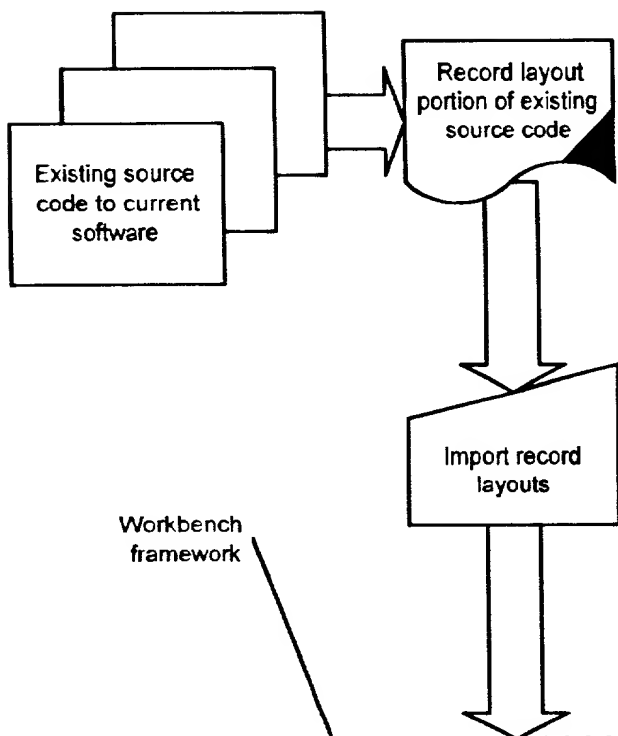 Record layout
portion of existing
source code
Existing source
code to current
software
Import record
layouts
Workbench
framework